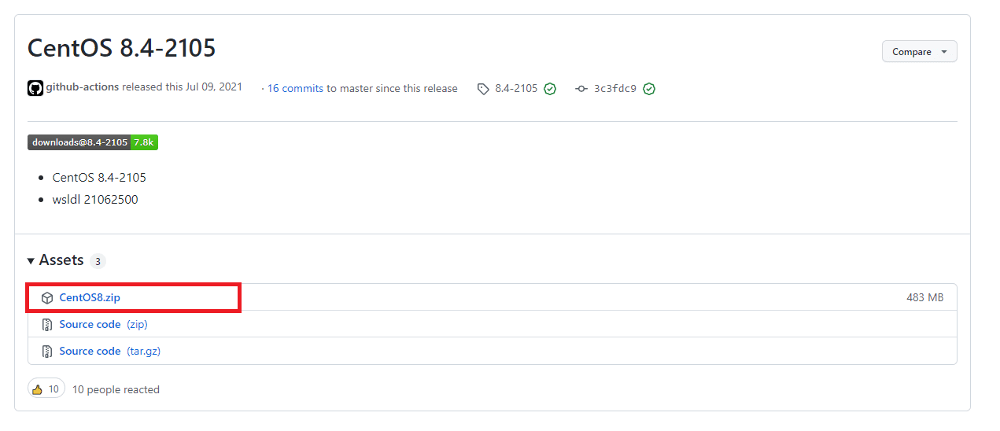 CentOS 8.4-2105
Compare
github-actions released this Jul 09, 2021 · 16 commits to master since this release 8.4-2105 3c3fdc9
downloads@8.4-2105 7.8k
• CentOS 8.4-2105
• wsldl 21062500
Assets 3
CentOS8.zip 483 MB
Source code (zip)
Source code (tar.gz)
👍 10 10 people reacted